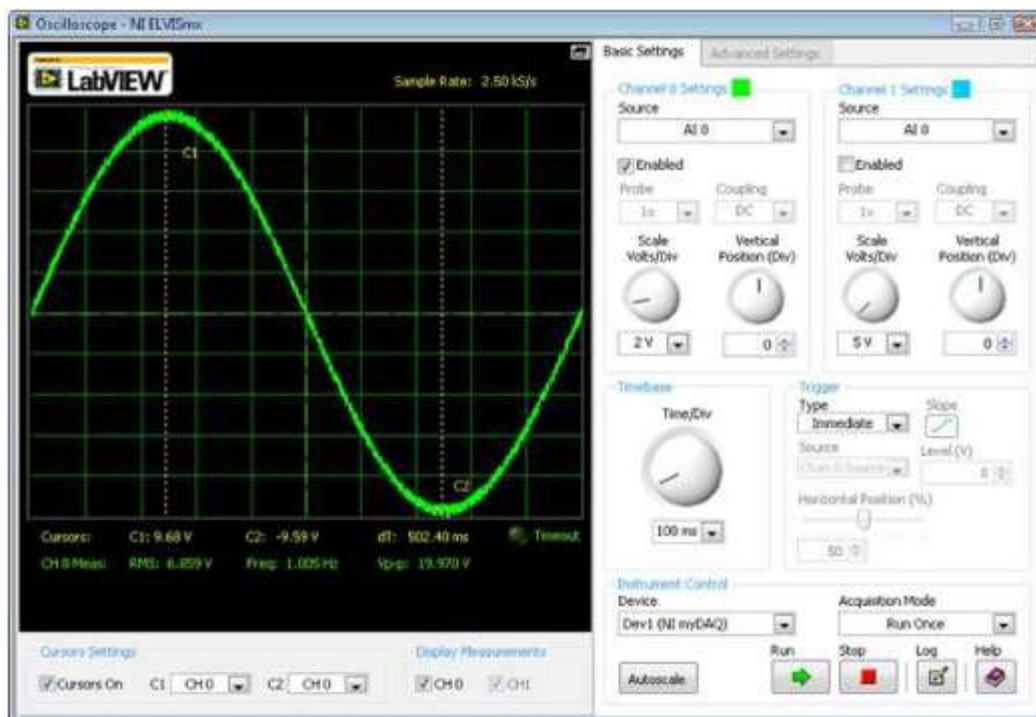 Oscilloscope - NI ELVISmx
LabVIEW
Sample Rate: 2.50 kS/s
C1
C2
Cursors: C1: 9.68 V C2: -9.59 V dT: 502.40 ms Timeout
CH 0 Meas: RMS: 6.859 V Freq: 1.005 Hz Vp-p: 19.970 V
Cursors Settings
Cursors On C1 CH 0 C2 CH 0
Display Measurements
CH 0 CH1
Basic Settings Advanced Settings
Channel 0 Settings
Source
AI 0
Enabled
Probe Coupling
1x DC
Scale Vertical
Volts/Div Position (Div)
2 V 0
Channel 1 Settings
Source
AI 0
Enabled
Probe Coupling
1x DC
Scale Vertical
Volts/Div Position (Div)
5 V 0
Timebase
Time/Div
100 ms
Trigger
Type Slope
Immediate
Source Level (V)
Chan 0 Source 0
Horizontal Position (%)
50
Instrument Control
Device Acquisition Mode
Dev1 (NI myDAQ) Run Once
Run Stop Log Help
Autoscale